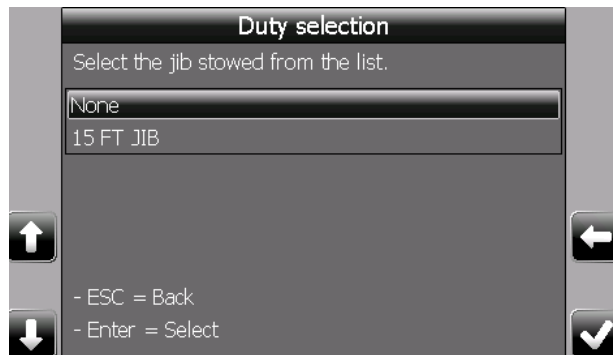 Duty selection
Select the jib stowed from the list.
None
15 FT JIB
- ESC = Back
- Enter = Select